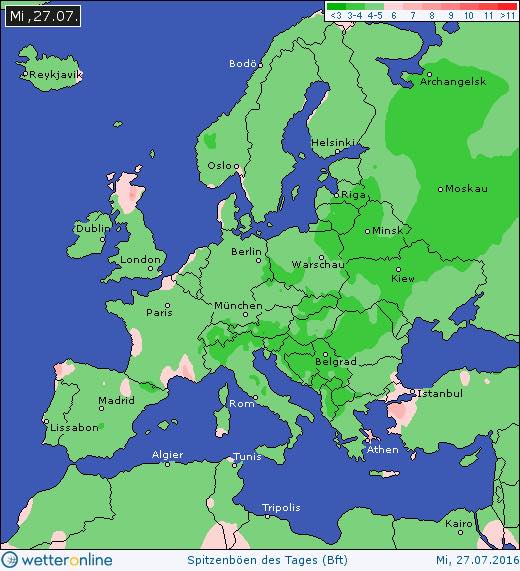 Mi,27.07.
<3 3-4 4-5 6 7 8 9 10 11 >11
Reykjavik
Bodö
Archangelsk
Helsinki
Oslo
Riga
Moskau
Dublin
Minsk
London
Berlin
Warschau
Kiew
Paris
München
Belgrad
Madrid
Rom
Istanbul
Lissabon
Athen
Algier
Tunis
Tripolis
Kairo
wetteronline Spitzenböen des Tages (Bft) Mi, 27.07.2016